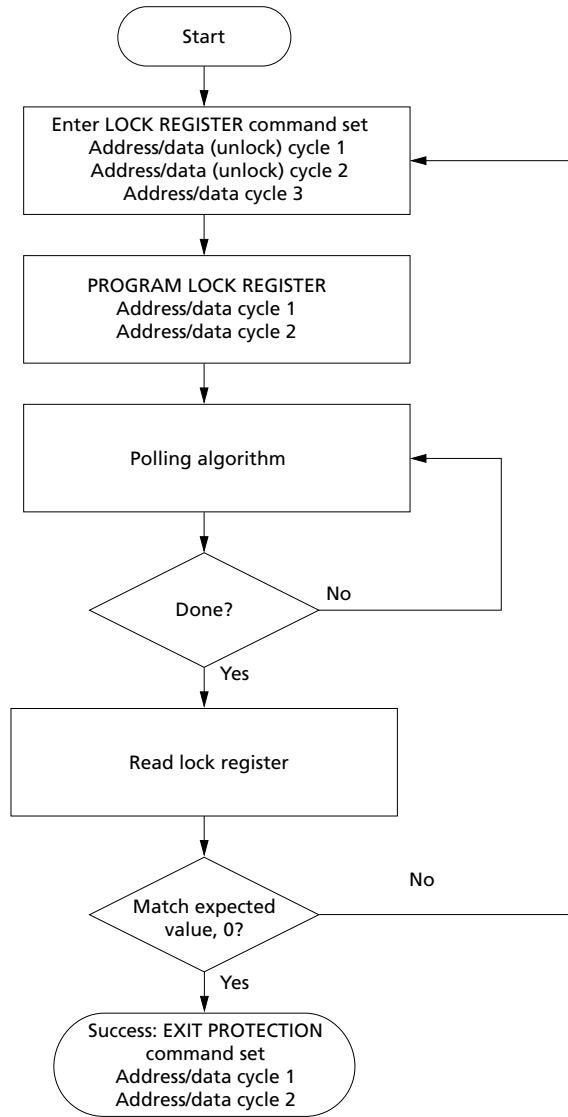 Start
Enter LOCK REGISTER command set
Address/data (unlock) cycle 1
Address/data (unlock) cycle 2
Address/data cycle 3
PROGRAM LOCK REGISTER
Address/data cycle 1
Address/data cycle 2
Polling algorithm
Done?
No
Yes
Read lock register
Match expected
value, 0?
No
Yes
Success: EXIT PROTECTION
command set
Address/data cycle 1
Address/data cycle 2